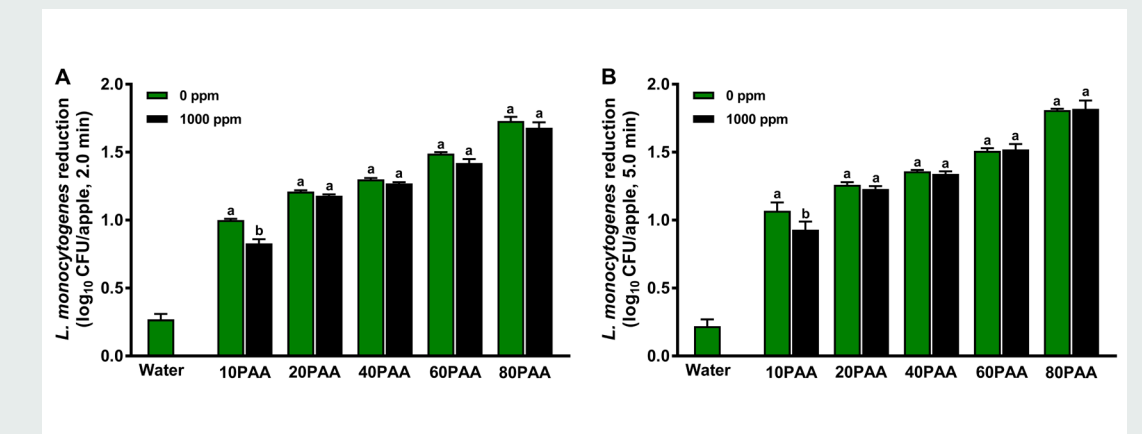 A
L. monocytogenes reduction
(log10 CFU/apple, 2.0 min)
2.0
1.5
1.0
0.5
0.0
0 ppm
1000 ppm
a
b
a
a
a
a
a
a
a
a
Water
10PAA
20PAA
40PAA
60PAA
80PAA
B
L. monocytogenes reduction
(log10 CFU/apple, 5.0 min)
2.0
1.5
1.0
0.5
0.0
0 ppm
1000 ppm
a
b
a
a
a
a
a
a
a
a
Water
10PAA
20PAA
40PAA
60PAA
80PAA